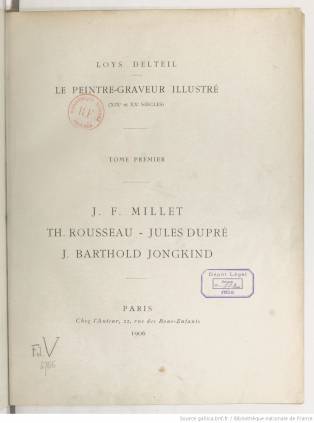 LOYS DELTEIL
LE PEINTRE-GRAVEUR ILLUSTRÉ
(XIXe et XXe SIÈCLES)
TOME PREMIER
J. F. MILLET
TH. ROUSSEAU - JULES DUPRÉ
J. BARTHOLD JONGKIND
Dépôt Légal
PARIS
Chez l'Auteur, 22, rue des Bons-Enfants
1906
Source gallica.bnf.fr / Bibliothèque nationale de France